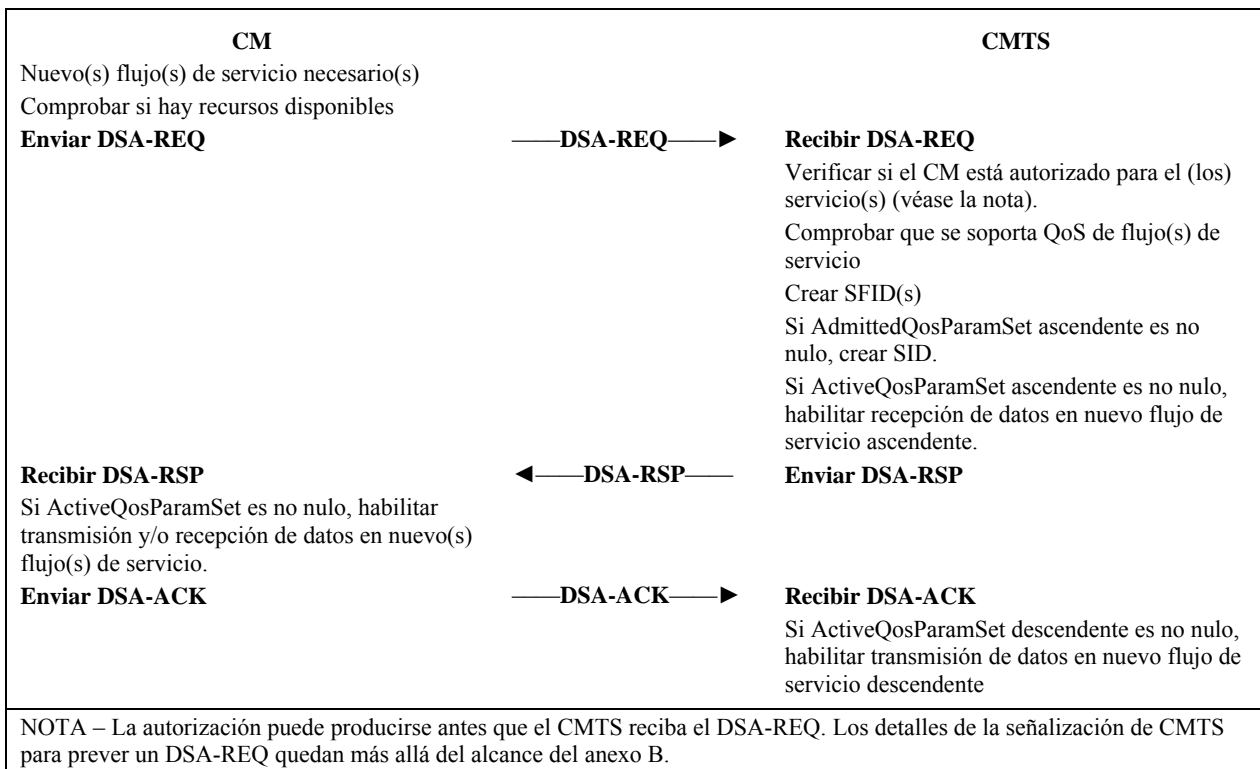 CM CMTS
Nuevo(s) flujo(s) de servicio necesario(s)
Comprobar si hay recursos disponibles
Enviar DSA-REQ ——DSA-REQ——► Recibir DSA-REQ
Verificar si el CM está autorizado para el (los)
servicio(s) (véase la nota).
Comprobar que se soporta QoS de flujo(s) de
servicio
Crear SFID(s)
Si AdmittedQosParamSet ascendente es no
nulo, crear SID.
Si ActiveQosParamSet ascendente es no nulo,
habilitar recepción de datos en nuevo flujo de
servicio ascendente.
Recibir DSA-RSP ◄——DSA-RSP—— Enviar DSA-RSP
Si ActiveQosParamSet es no nulo, habilitar
transmisión y/o recepción de datos en nuevo(s)
flujo(s) de servicio.
Enviar DSA-ACK ——DSA-ACK——► Recibir DSA-ACK
Si ActiveQosParamSet descendente es no nulo,
habilitar transmisión de datos en nuevo flujo de
servicio descendente
NOTA – La autorización puede producirse antes que el CMTS reciba el DSA-REQ. Los detalles de la señalización de CMTS
para prever un DSA-REQ quedan más allá del alcance del anexo B.